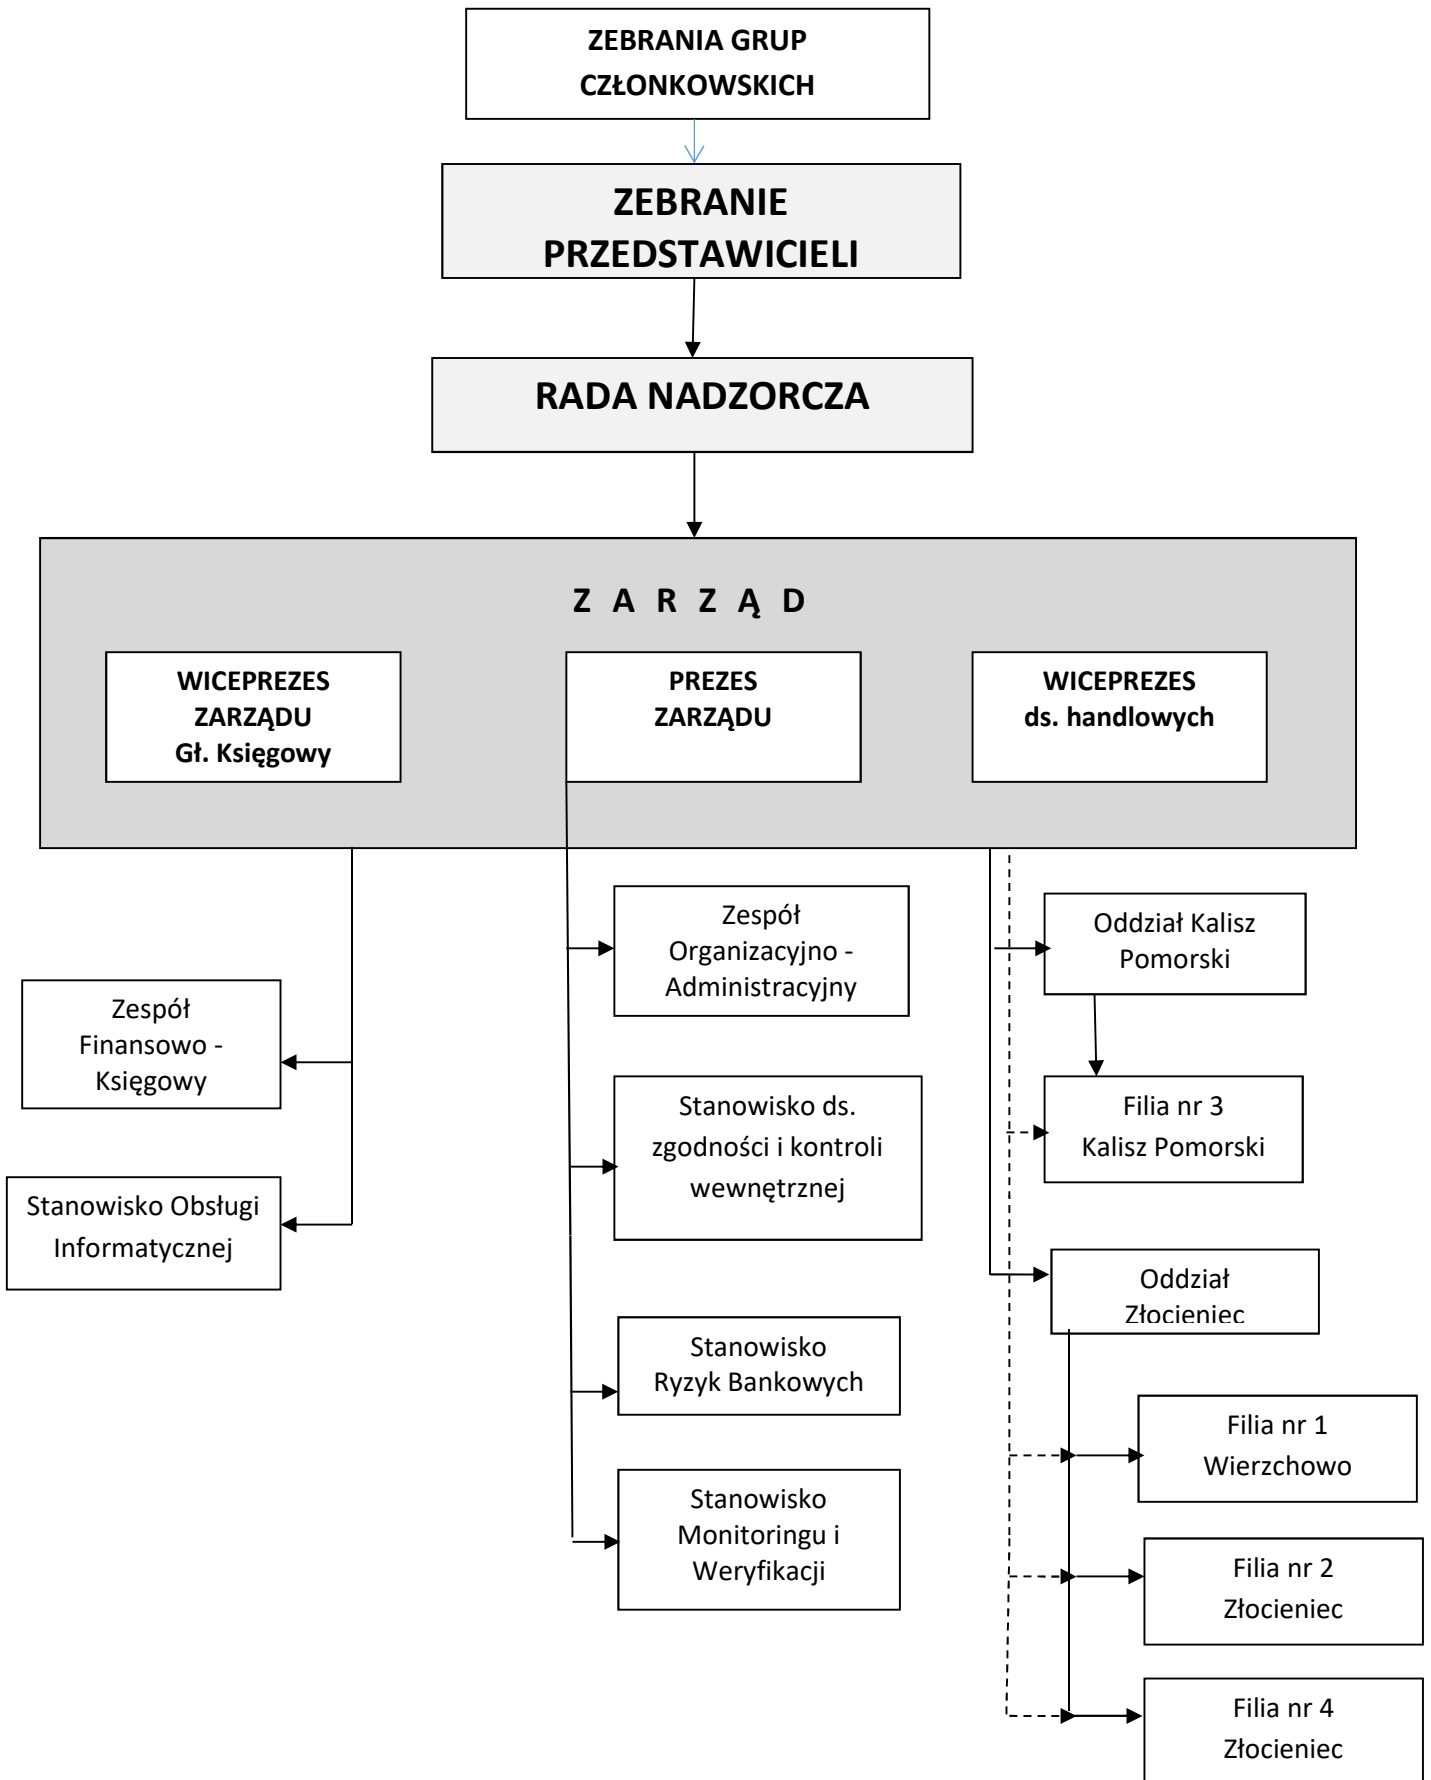 ZEBRANIA GRUP
CZŁONKOWSKICH
ZEBRANIE
PRZEDSTAWICIELI
RADA NADZORCZA
Z A R Z Ą D
WICEPREZES
ZARZĄDU
Gł. Księgowy
PREZES
ZARZĄDU
WICEPREZES
ds. handlowych
Zespół
Finansowo -
Księgowy
Stanowisko Obsługi
Informatycznej
Zespół
Organizacyjno -
Administracyjny
Stanowisko ds.
zgodności i kontroli
wewnętrznej
Stanowisko
Ryzyk Bankowych
Stanowisko
Monitoringu i
Weryfikacji
Oddział Kalisz
Pomorski
Filia nr 3
Kalisz Pomorski
Oddział
Złocieniec
Filia nr 1
Wierzchowo
Filia nr 2
Złocieniec
Filia nr 4
Złocieniec